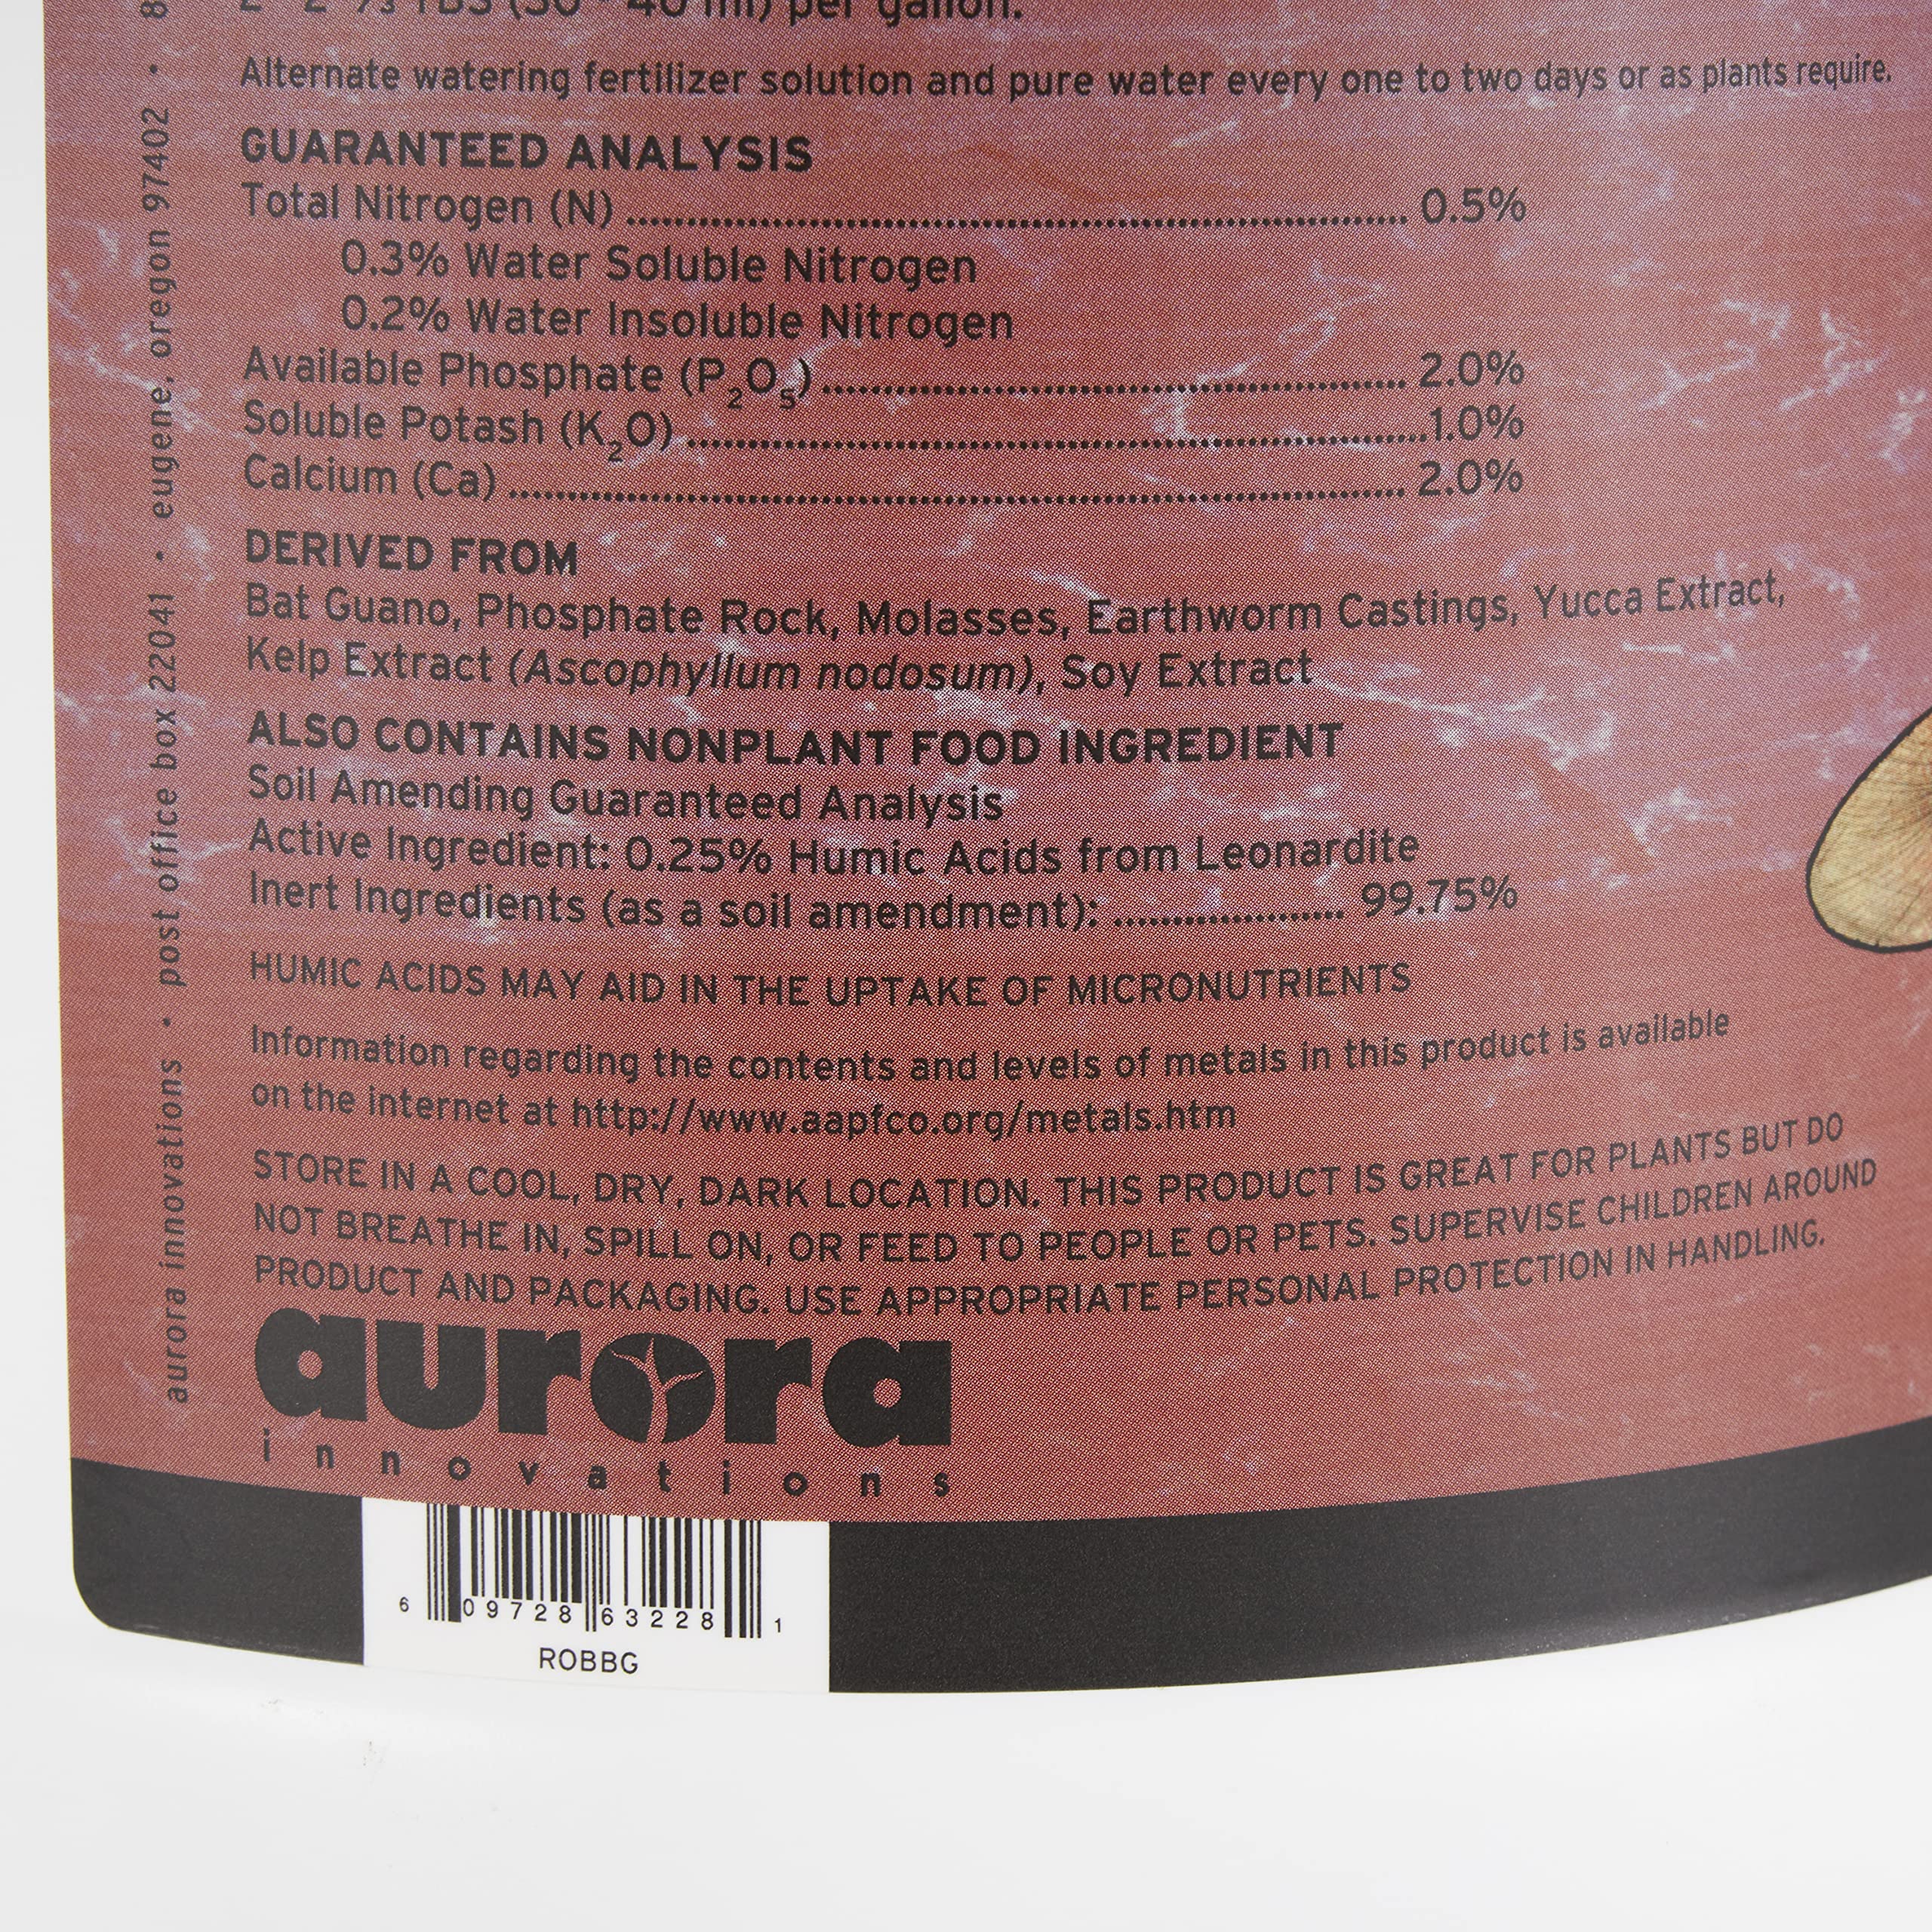 per gallon.
Alternate watering fertilizer solution and pure water every one to two days or as plants require.
GUARANTEED ANALYSIS
Total Nitrogen (N) ........ 0.5%
0.3% Water Soluble Nitrogen
0.2% Water Insoluble Nitrogen
Available Phosphate (P₂O₅) ........ 2.0%
Soluble Potash (K₂O) ........ 1.0%
Calcium (Ca) ........ 2.0%
DERIVED FROM
Bat Guano, Phosphate Rock, Molasses, Earthworm Castings, Yucca Extract,
Kelp Extract (Ascophyllum nodosum), Soy Extract
ALSO CONTAINS NONPLANT FOOD INGREDIENT
Soil Amending Guaranteed Analysis
Active Ingredient: 0.25% Humic Acids from Leonardite
Inert Ingredients (as a soil amendment): ........ 99.75%
HUMIC ACIDS MAY AID IN THE UPTAKE OF MICRONUTRIENTS
Information regarding the contents and levels of metals in this product is available
on the internet at http://www.aapfco.org/metals.htm
STORE IN A COOL, DRY, DARK LOCATION. THIS PRODUCT IS GREAT FOR PLANTS BUT DO
NOT BREATHE IN, SPILL ON, OR FEED TO PEOPLE OR PETS. SUPERVISE CHILDREN AROUND
PRODUCT AND PACKAGING. USE APPROPRIATE PERSONAL PROTECTION IN HANDLING.
aurora
innovations
aurora innovations • post office box 22041 • eugene, oregon 97402 •
6 09728 63228 1
ROBBG